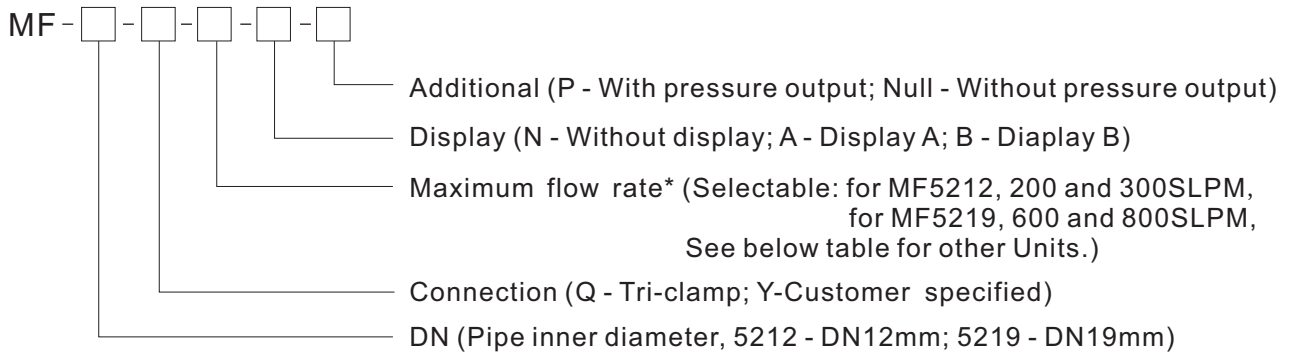 MF - - - - -
Additional (P - With pressure output; Null - Without pressure output)
Display (N - Without display; A - Display A; B - Diaplay B)
Maximum flow rate* (Selectable: for MF5212, 200 and 300SLPM,
for MF5219, 600 and 800SLPM,
See below table for other Units.)
Connection (Q - Tri-clamp; Y-Customer specified)
DN (Pipe inner diameter, 5212 - DN12mm; 5219 - DN19mm)